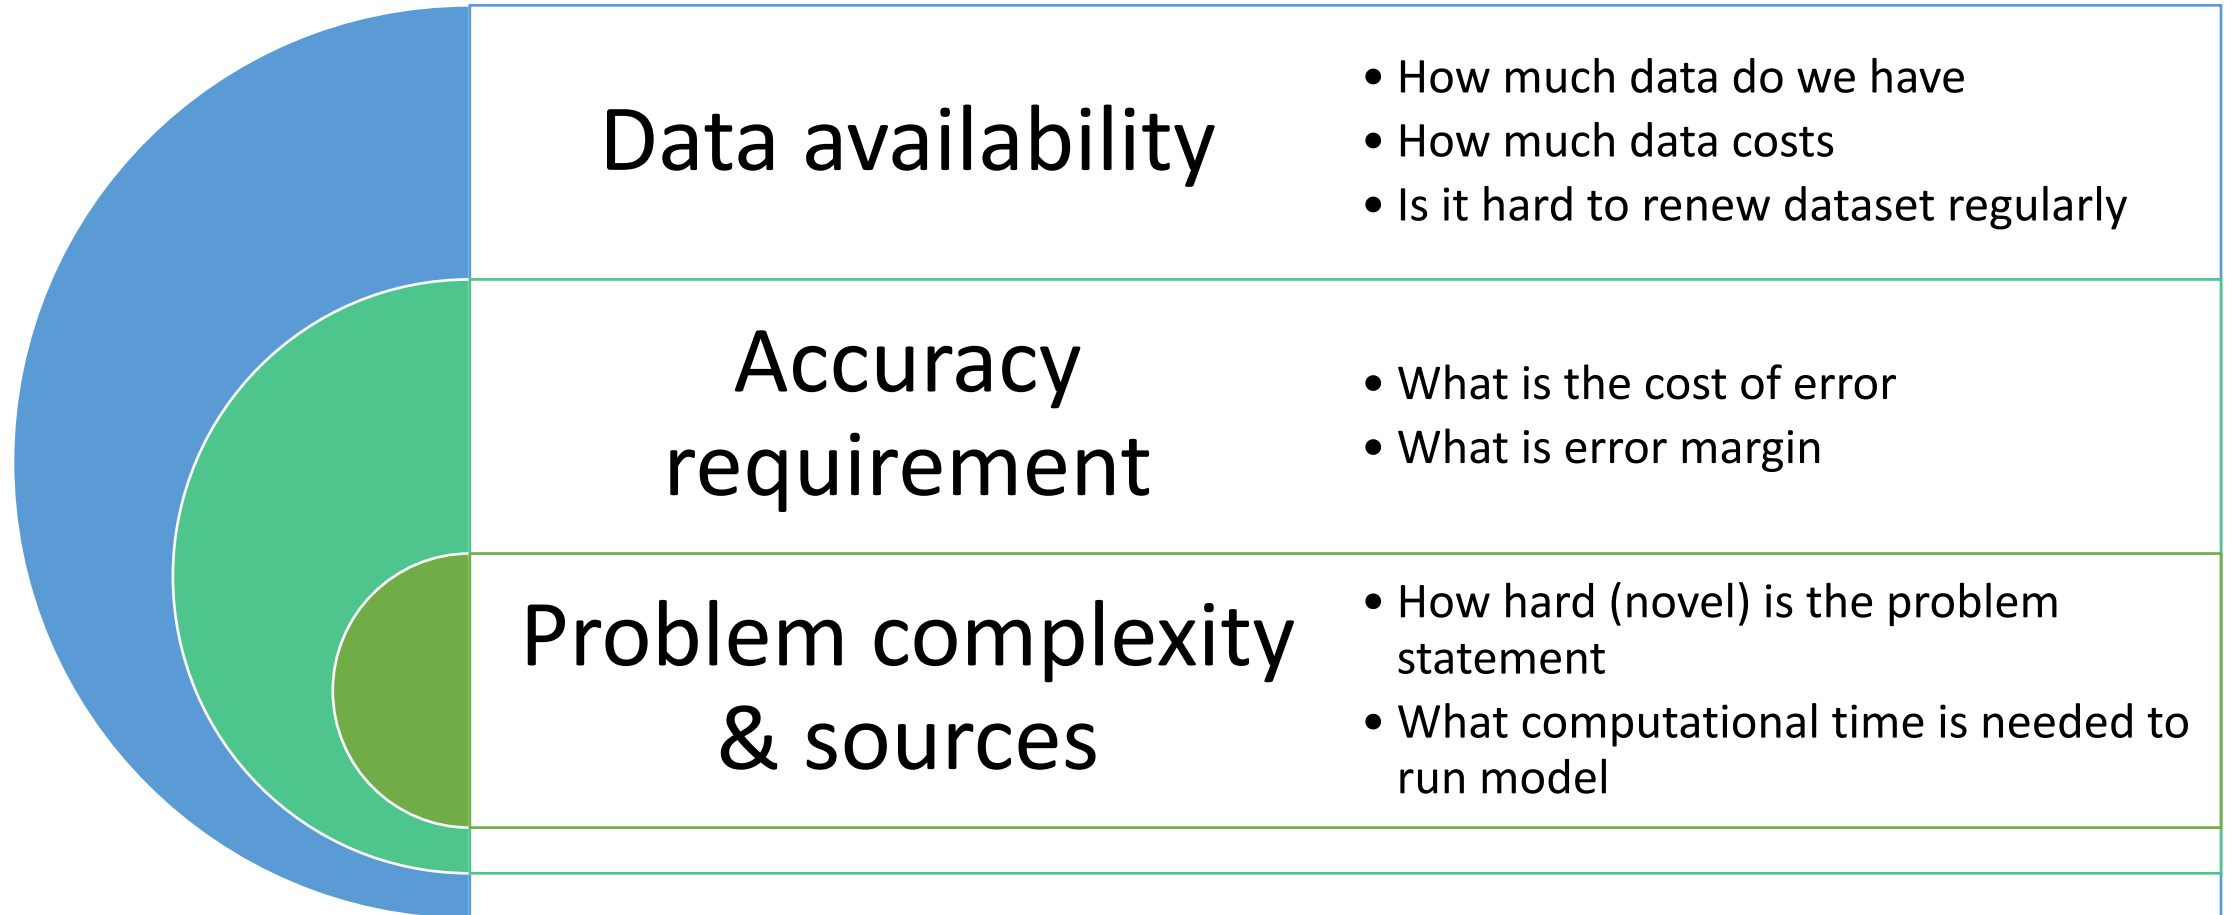 Data availability
• How much data do we have
• How much data costs
• Is it hard to renew dataset regularly
Accuracy
requirement
• What is the cost of error
• What is error margin
Problem complexity
& sources
• How hard (novel) is the problem
statement
• What computational time is needed to
run model